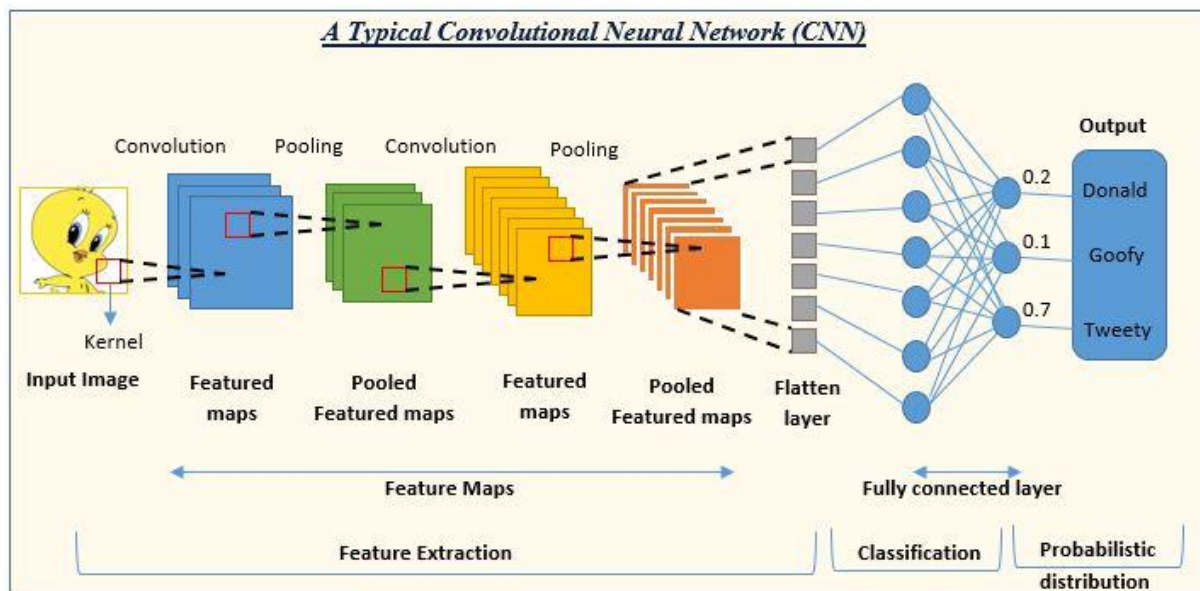 A Typical Convolutional Neural Network (CNN)
Convolution
Pooling
Convolution
Pooling
Output
0.2
Donald
0.1
Goofy
0.7
Tweety
Kernel
Input Image
Featured
maps
Pooled
Featured maps
Featured
maps
Pooled
Featured maps
Flatten
layer
Feature Maps
Fully connected layer
Feature Extraction
Classification
Probabilistic
distribution